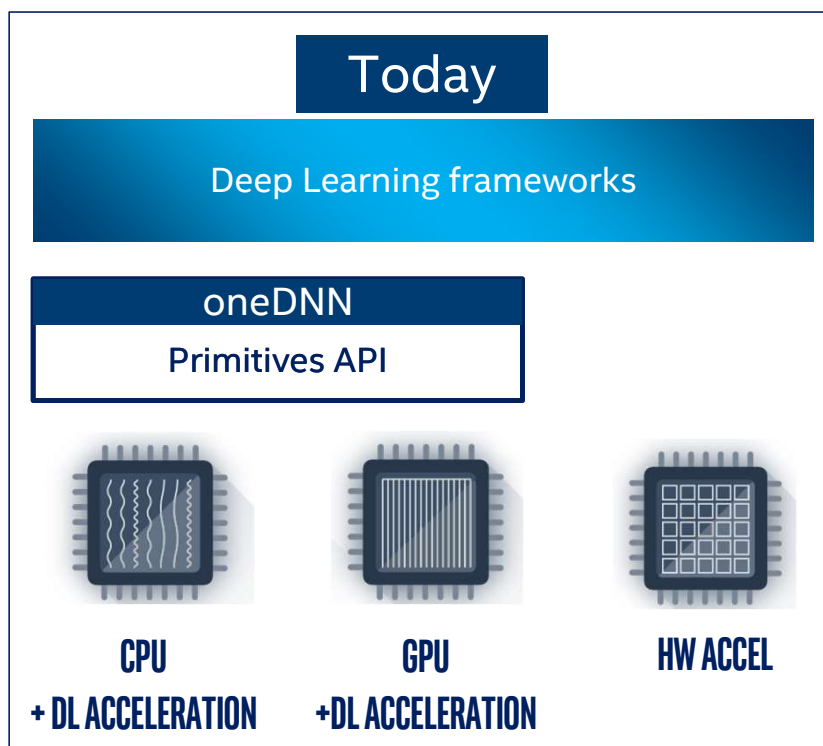 Today
Deep Learning frameworks
oneDNN
Primitives API
CPU
+ DL ACCELERATION
GPU
+DL ACCELERATION
HW ACCEL